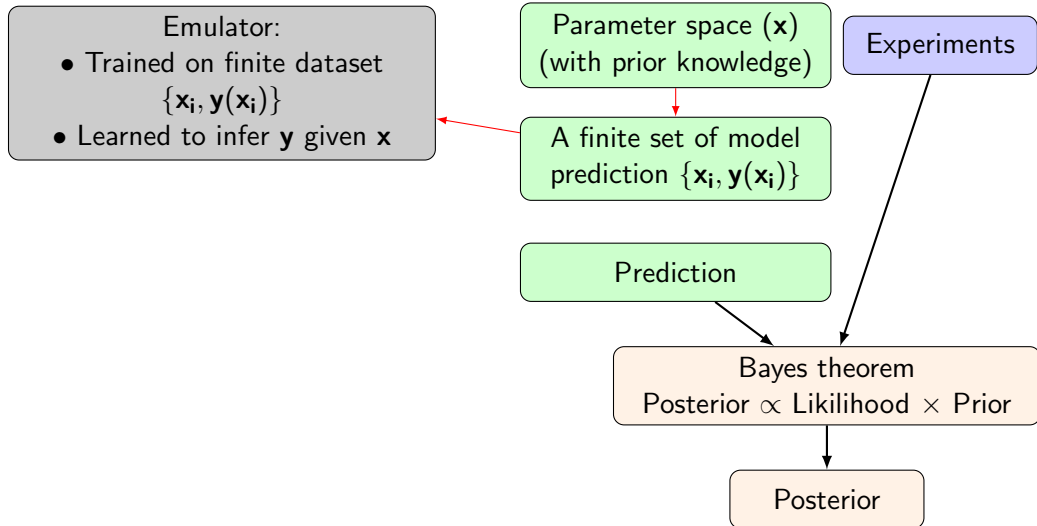 Emulator:
• Trained on finite dataset
{𝐱ᵢ, 𝐲(𝐱ᵢ)}
• Learned to infer 𝐲 given 𝐱
Parameter space (𝐱)
(with prior knowledge)
Experiments
A finite set of model
prediction {𝐱ᵢ, 𝐲(𝐱ᵢ)}
Prediction
Bayes theorem
Posterior ∝ Likilihood × Prior
Posterior